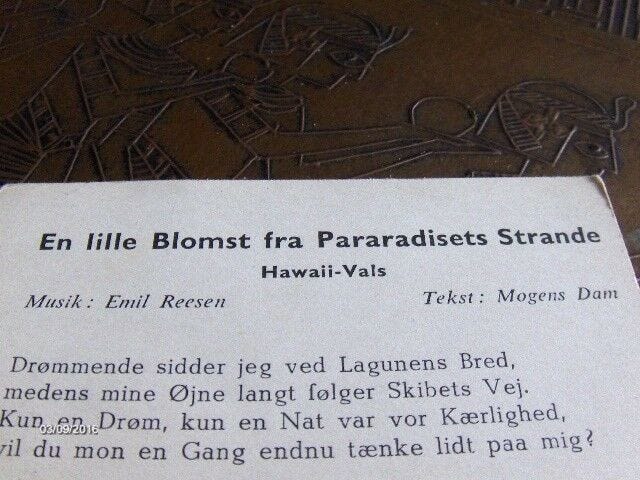 En lille Blomst fra Pararadisets Strande
Hawaii-Vals
Musik: Emil Reesen Tekst: Mogens Dam
Drømmende sidder jeg ved Lagunens Bred,
medens mine Øjne langt følger Skibets Vej.
Kun en Drøm, kun en Nat var vor Kærlighed,
vil du mon en Gang endnu tænke lidt paa mig?
03/09/2016